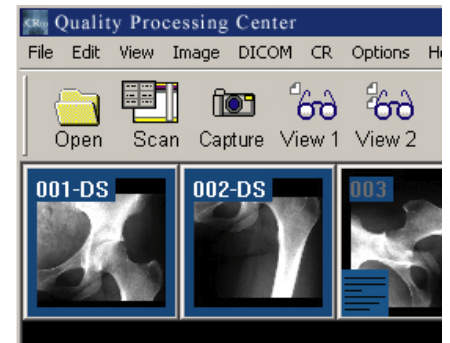 Quality Processing Center
File Edit View Image DICOM CR Options
Open Scan Capture View 1 View 2
001-DS 002-DS 003